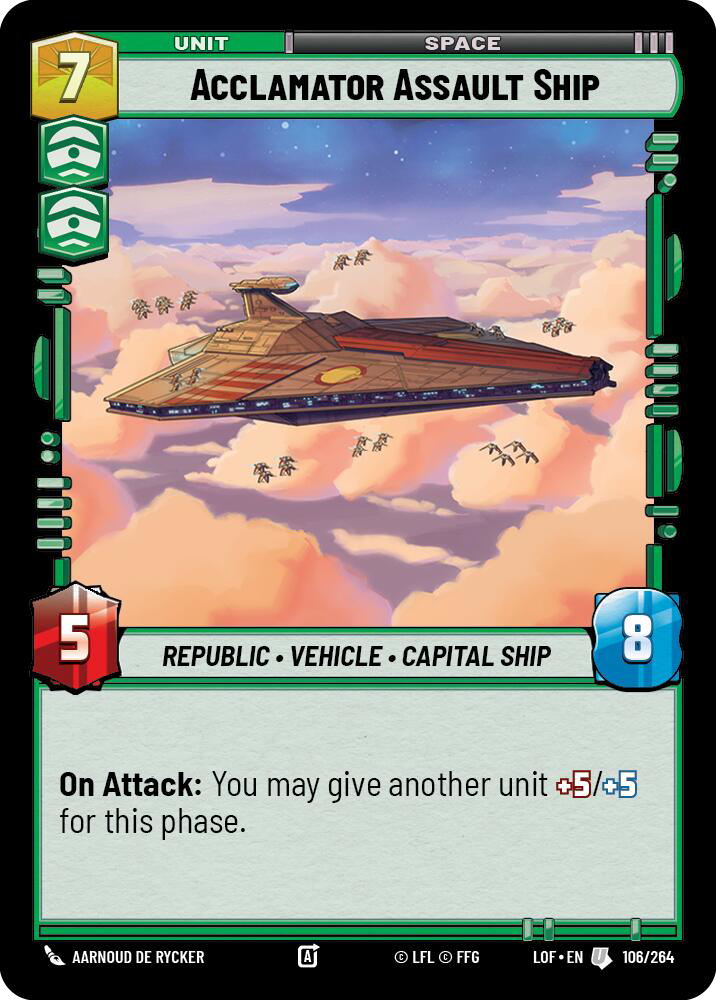 UNIT
SPACE
7
ACCLAMATOR ASSAULT SHIP
5
REPUBLIC • VEHICLE • CAPITAL SHIP
8
On Attack: You may give another unit +5/+5
for this phase.
AARNOUD DE RYCKER
A
© LFL © FFG
LOF • EN
U
106/264